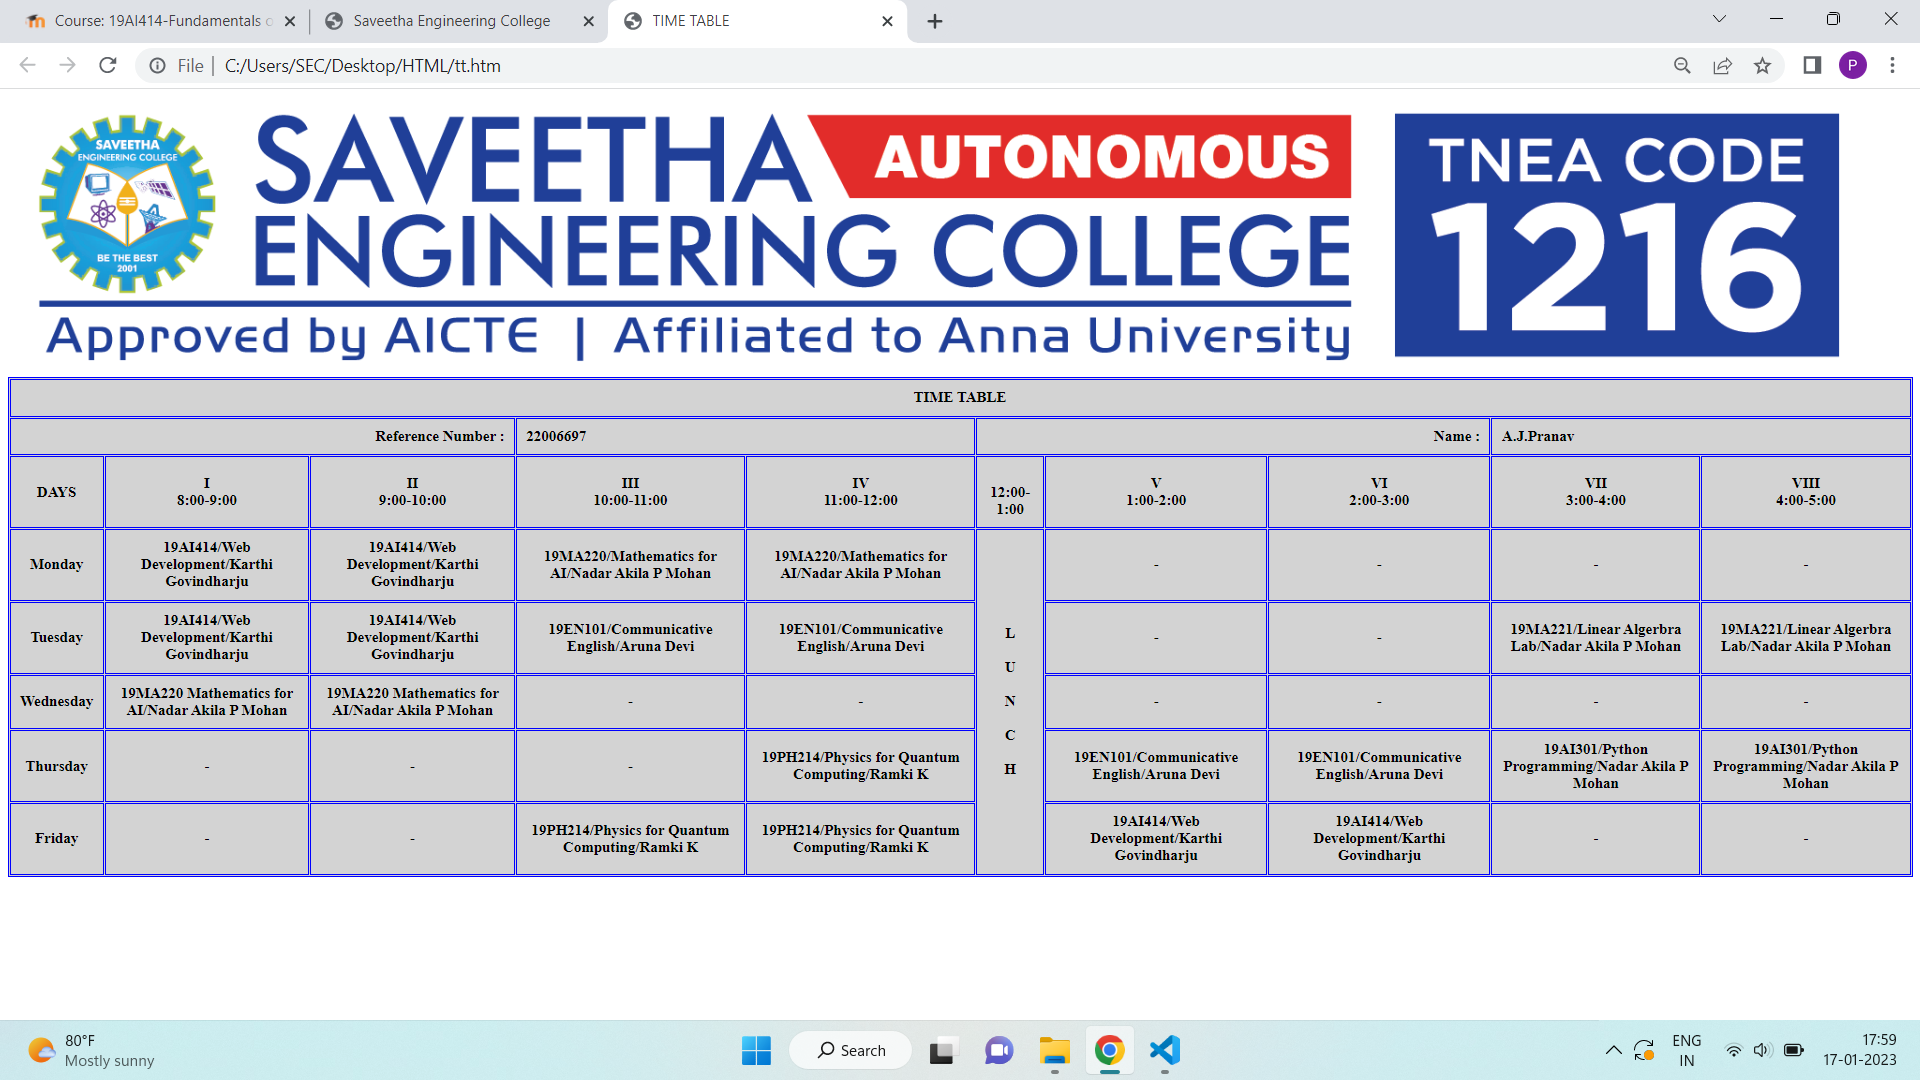 Course: 19AI414-Fundamentals o
Saveetha Engineering College
TIME TABLE
File
C:/Users/SEC/Desktop/HTML/tt.htm
P
SAVEETHA
ENGINEERING COLLEGE
BE THE BEST
2001
SAVEETHA AUTONOMOUS
ENGINEERING COLLEGE
Approved by AICTE | Affiliated to Anna University
TNEA CODE
1216
TIME TABLE
Reference Number : 22006697 Name : A.J.Pranav
DAYS
I
8:00-9:00
II
9:00-10:00
III
10:00-11:00
IV
11:00-12:00
12:00-
1:00
V
1:00-2:00
VI
2:00-3:00
VII
3:00-4:00
VIII
4:00-5:00
Monday
19AI414/Web
Development/Karthi
Govindharju
19AI414/Web
Development/Karthi
Govindharju
19MA220/Mathematics for
AI/Nadar Akila P Mohan
19MA220/Mathematics for
AI/Nadar Akila P Mohan
L
U
N
C
H
-
-
-
-
Tuesday
19AI414/Web
Development/Karthi
Govindharju
19AI414/Web
Development/Karthi
Govindharju
19EN101/Communicative
English/Aruna Devi
19EN101/Communicative
English/Aruna Devi
-
-
19MA221/Linear Algerbra
Lab/Nadar Akila P Mohan
19MA221/Linear Algerbra
Lab/Nadar Akila P Mohan
Wednesday
19MA220 Mathematics for
AI/Nadar Akila P Mohan
19MA220 Mathematics for
AI/Nadar Akila P Mohan
-
-
-
-
-
-
Thursday
-
-
-
19PH214/Physics for Quantum
Computing/Ramki K
19EN101/Communicative
English/Aruna Devi
19EN101/Communicative
English/Aruna Devi
19AI301/Python
Programming/Nadar Akila P
Mohan
19AI301/Python
Programming/Nadar Akila P
Mohan
Friday
-
-
19PH214/Physics for Quantum
Computing/Ramki K
19PH214/Physics for Quantum
Computing/Ramki K
19AI414/Web
Development/Karthi
Govindharju
19AI414/Web
Development/Karthi
Govindharju
-
-
80°F
Mostly sunny
Search
ENG
IN
17:59
17-01-2023